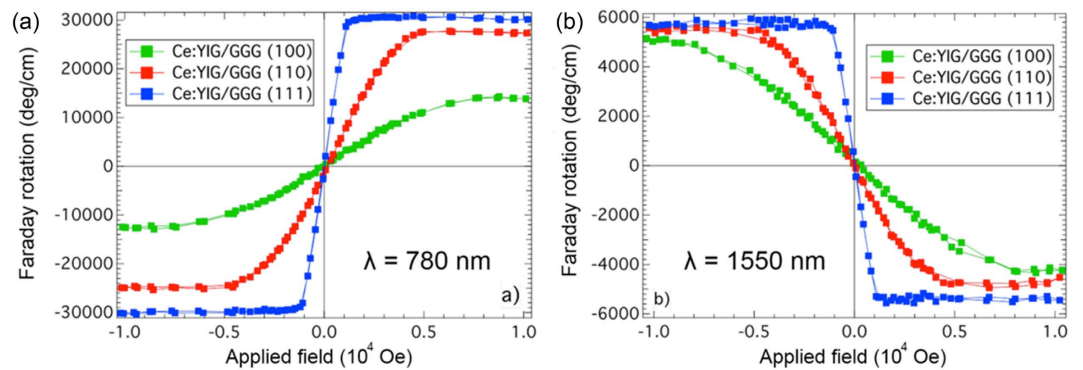 (a)
30000
20000
10000
0
-10000
-20000
-30000
Faraday rotation (deg/cm)
Ce:YIG/GGG (100)
Ce:YIG/GGG (110)
Ce:YIG/GGG (111)
λ = 780 nm
a)
-1.0 -0.5 0.0 0.5 1.0
Applied field (10⁴ Oe)
(b)
6000
4000
2000
0
-2000
-4000
-6000
Faraday rotation (deg/cm)
Ce:YIG/GGG (100)
Ce:YIG/GGG (110)
Ce:YIG/GGG (111)
λ = 1550 nm
b)
-1.0 -0.5 0.0 0.5 1.0
Applied field (10⁴ Oe)